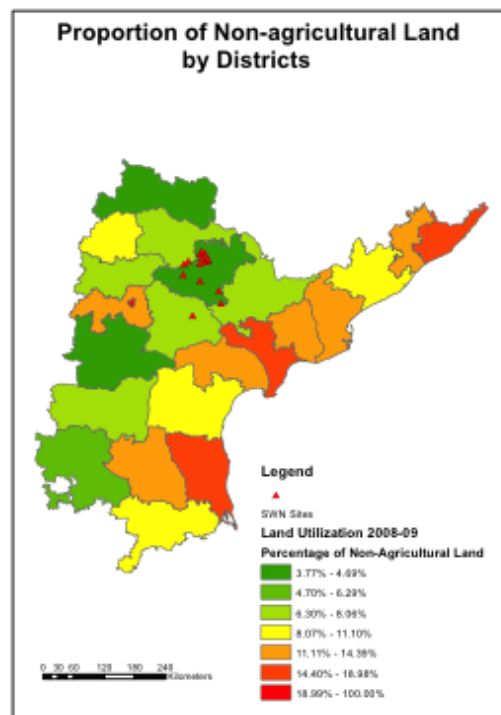 Proportion of Non-agricultural Land
by Districts
Legend
SWN Sites
Land Utilization 2008-09
Percentage of Non-Agricultural Land
3.77% - 4.69%
4.70% - 6.29%
6.30% - 8.06%
8.07% - 11.10%
11.11% - 14.39%
14.40% - 18.98%
18.99% - 100.00%
0 30 60 120 180 240
Kilometers